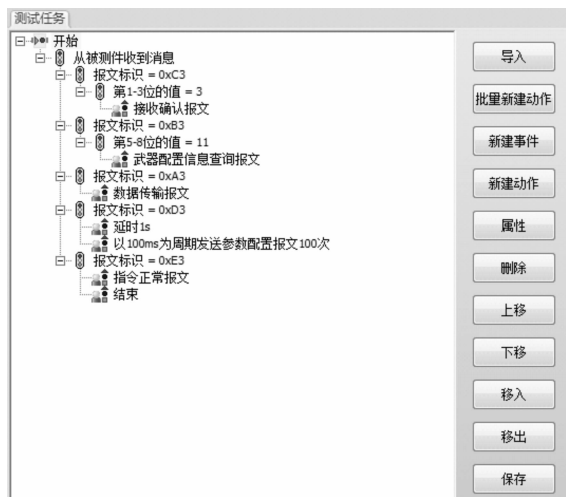 测试任务
开始
从被测件收到消息
报文标识 = 0xC3
第1-3位的值 = 3
接收确认报文
报文标识 = 0xB3
第5-8位的值 = 11
武器配置信息查询报文
报文标识 = 0xA3
数据传输报文
报文标识 = 0xD3
延时1s
以100ms为周期发送参数配置报文100次
报文标识 = 0xE3
指令正常报文
结束
导入
批量新建动作
新建事件
新建动作
属性
删除
上移
下移
移入
移出
保存